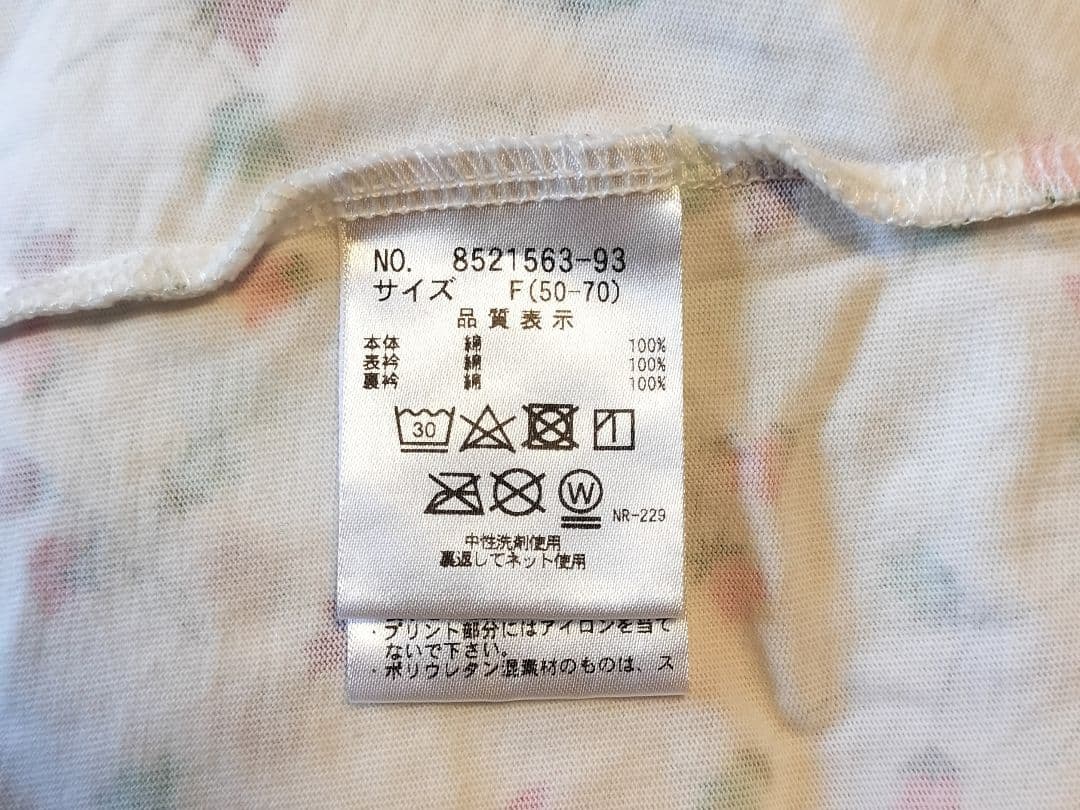 NO. 8521563-93
サイズ F(50-70)
品質表示
本体 綿 100%
表衿 綿 100%
裏衿 綿 100%
30
W
NR-229
中性洗剤使用
裏返してネット使用
・プリント部分にはアイロンを当て
ないで下さい。
・ポリウレタン混素材のものは、ス